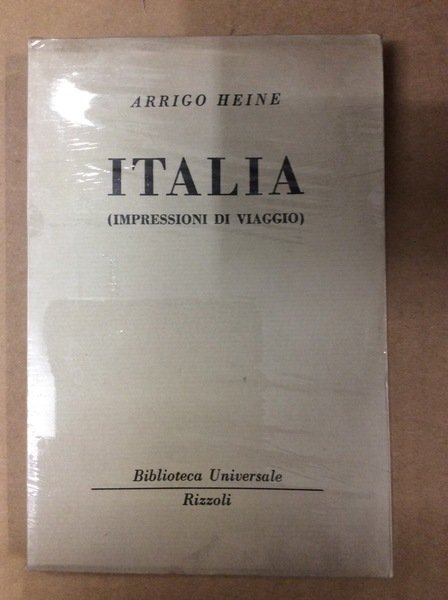 ARRIGO HEINE
ITALIA
(IMPRESSIONI DI VIAGGIO)
Biblioteca Universale
Rizzoli